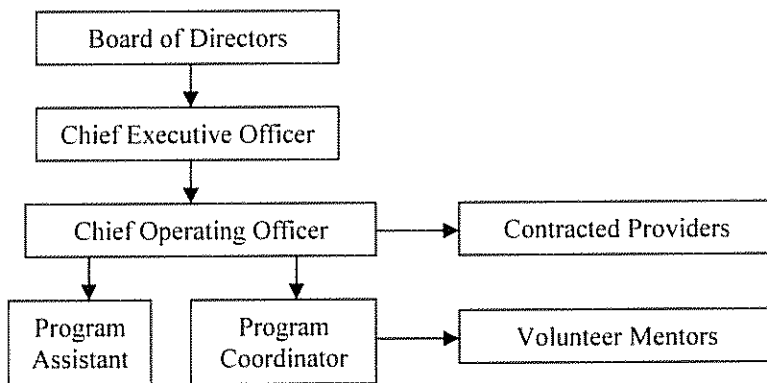 Board of Directors
Chief Executive Officer
Chief Operating Officer
Contracted Providers
Program
Assistant
Program
Coordinator
Volunteer Mentors